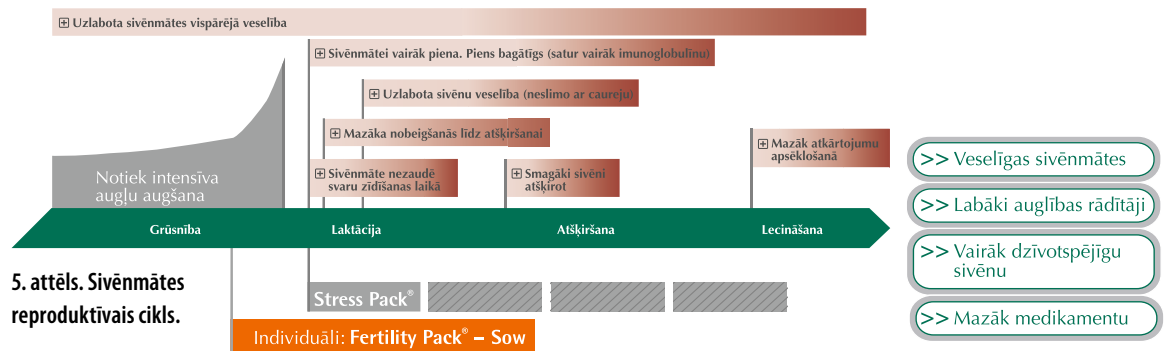 Uzlabota sivēnmātes vispārējā veselība
Sivēnmātei vairāk piena. Piens bagātīgs (satur vairāk imunoglobulīnu)
Uzlabota sivēnu veselība (neslimo ar caureju)
Mazāka nobeigšanās līdz atšķiršanai
Sivēnmāte nezaudē
svaru zīdīšanas laikā
Smagāki sivēni
atšķirot
Mazāk atkārtojumu
apsēklošanā
Notiek intensīva
augļu augšana
Grūsnība
Laktācija
Atšķiršana
Lecināšana
>> Veselīgas sivēnmātes
>> Labāki auglības rādītāji
>> Vairāk dzīvotspējīgu
sivēnu
>> Mazāk medikamentu
5. attēls. Sivēnmātes
reproduktīvais cikls.
Stress Pack®
Individuāli: Fertility Pack® – Sow